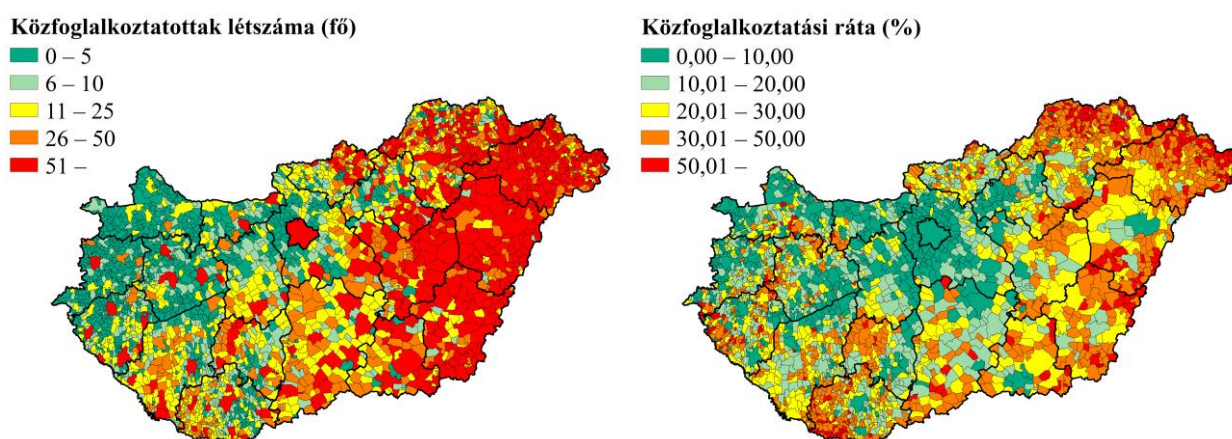 Közfoglalkoztatottak létszáma (fő)
0 – 5
6 – 10
11 – 25
26 – 50
51 –
Közfoglalkoztatási ráta (%)
0,00 – 10,00
10,01 – 20,00
20,01 – 30,00
30,01 – 50,00
50,01 –